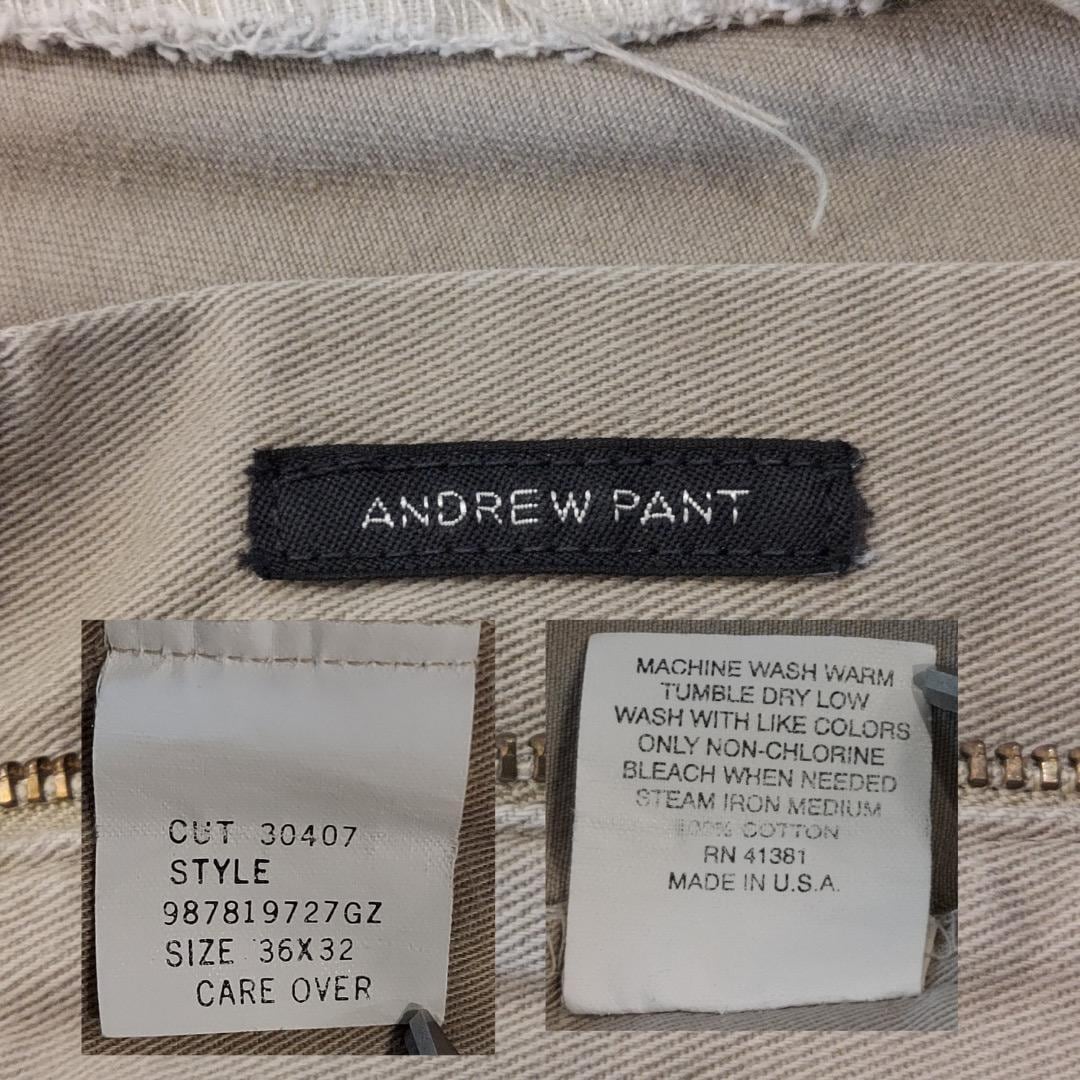 ANDREW PANT
CUT 30407
STYLE
987819727GZ
SIZE 36X32
CARE OVER
MACHINE WASH WARM
TUMBLE DRY LOW
WASH WITH LIKE COLORS
ONLY NON-CHLORINE
BLEACH WHEN NEEDED
STEAM IRON MEDIUM
100% COTTON
RN 41381
MADE IN U.S.A.